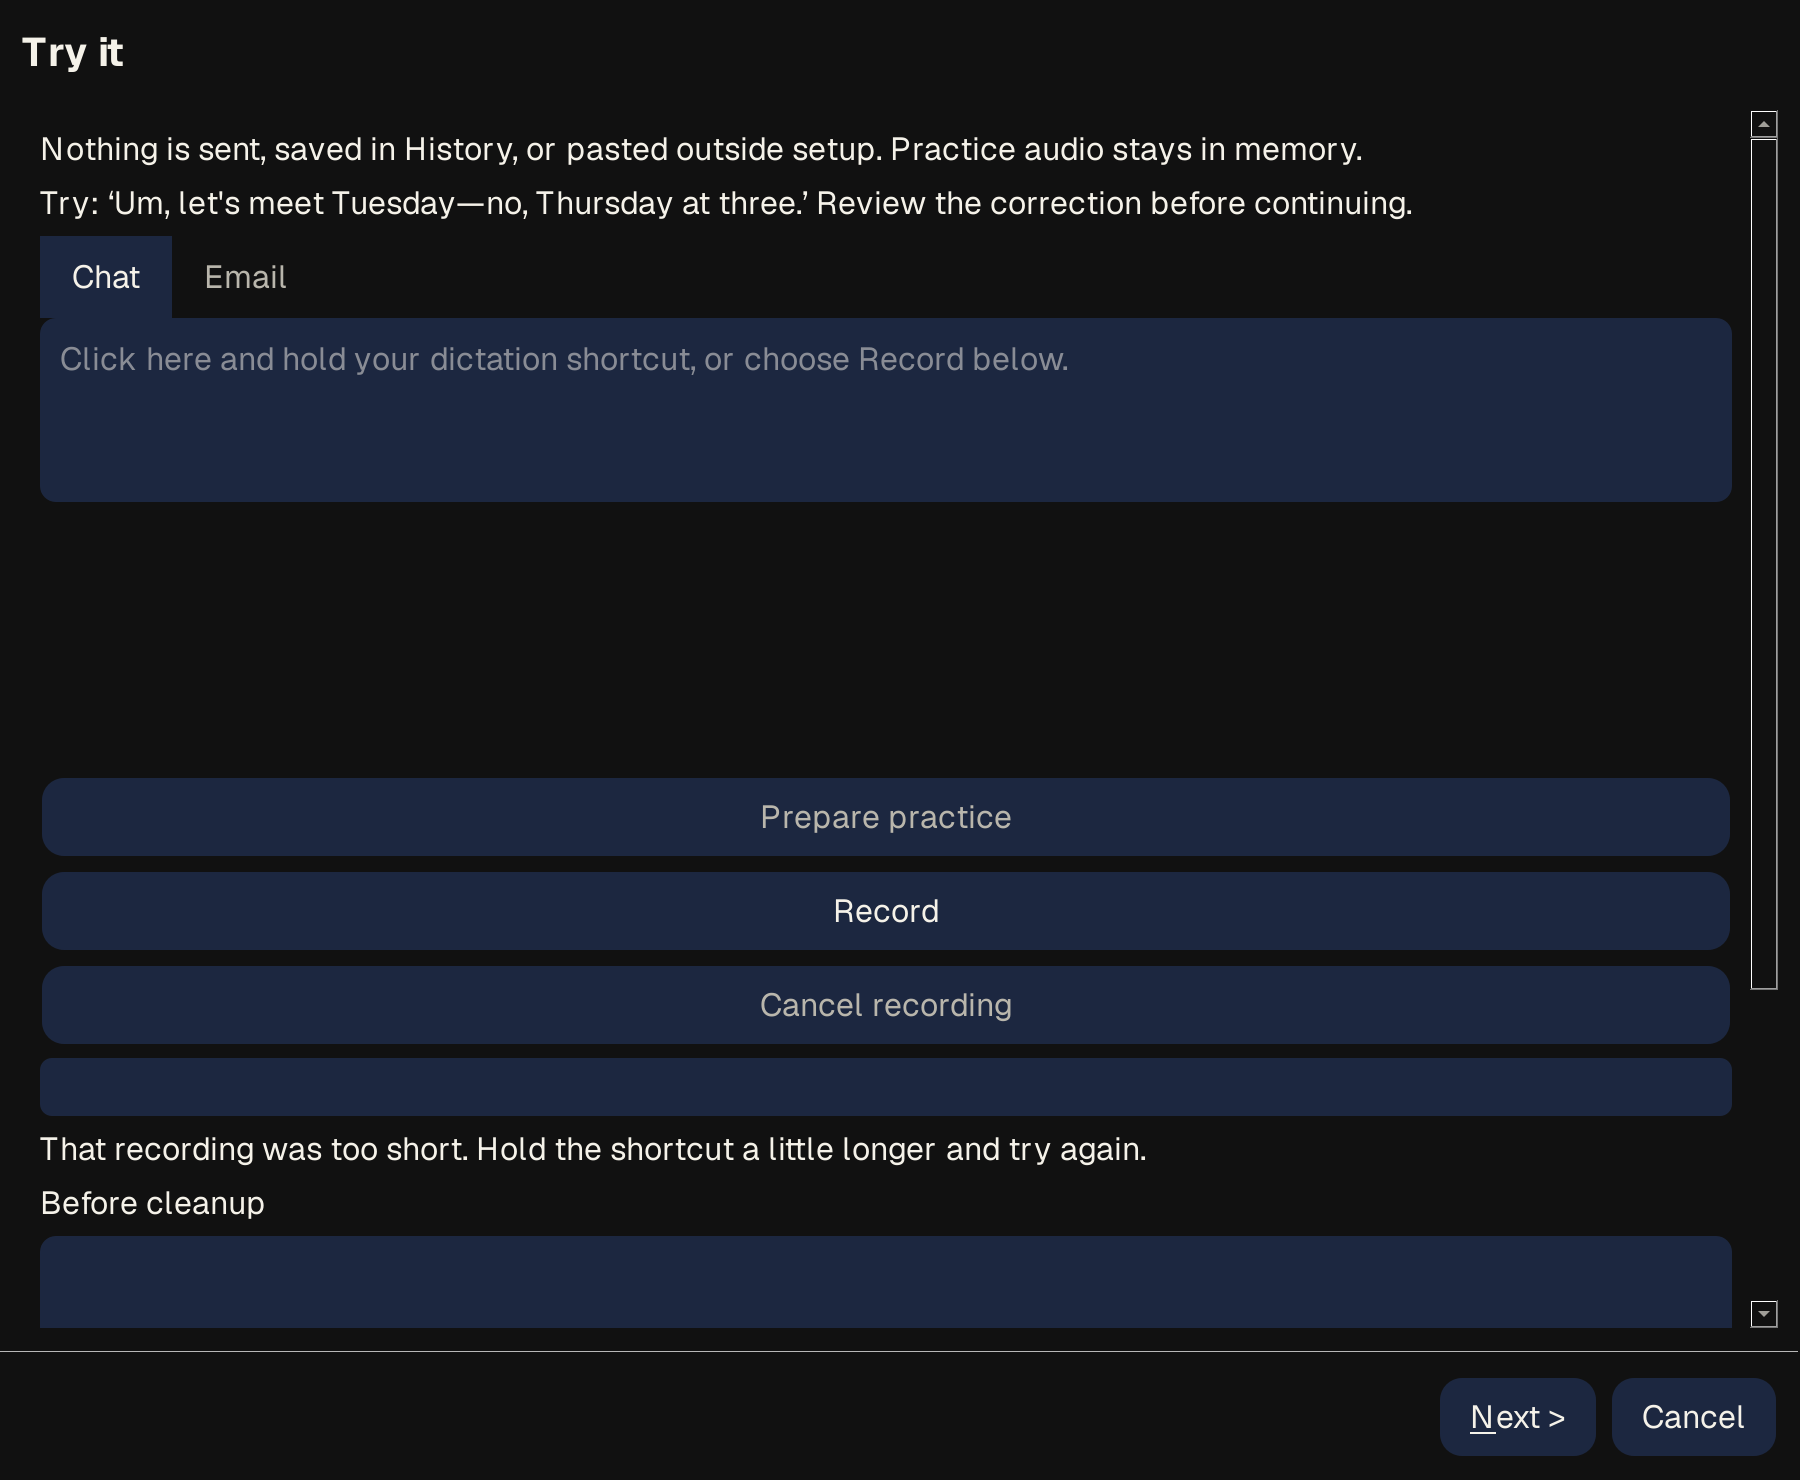 Try it
Nothing is sent, saved in History, or pasted outside setup. Practice audio stays in memory.
Try: ‘Um, let's meet Tuesday—no, Thursday at three.’ Review the correction before continuing.
Chat
Email
Click here and hold your dictation shortcut, or choose Record below.
Prepare practice
Record
Cancel recording
That recording was too short. Hold the shortcut a little longer and try again.
Before cleanup
Next >
Cancel